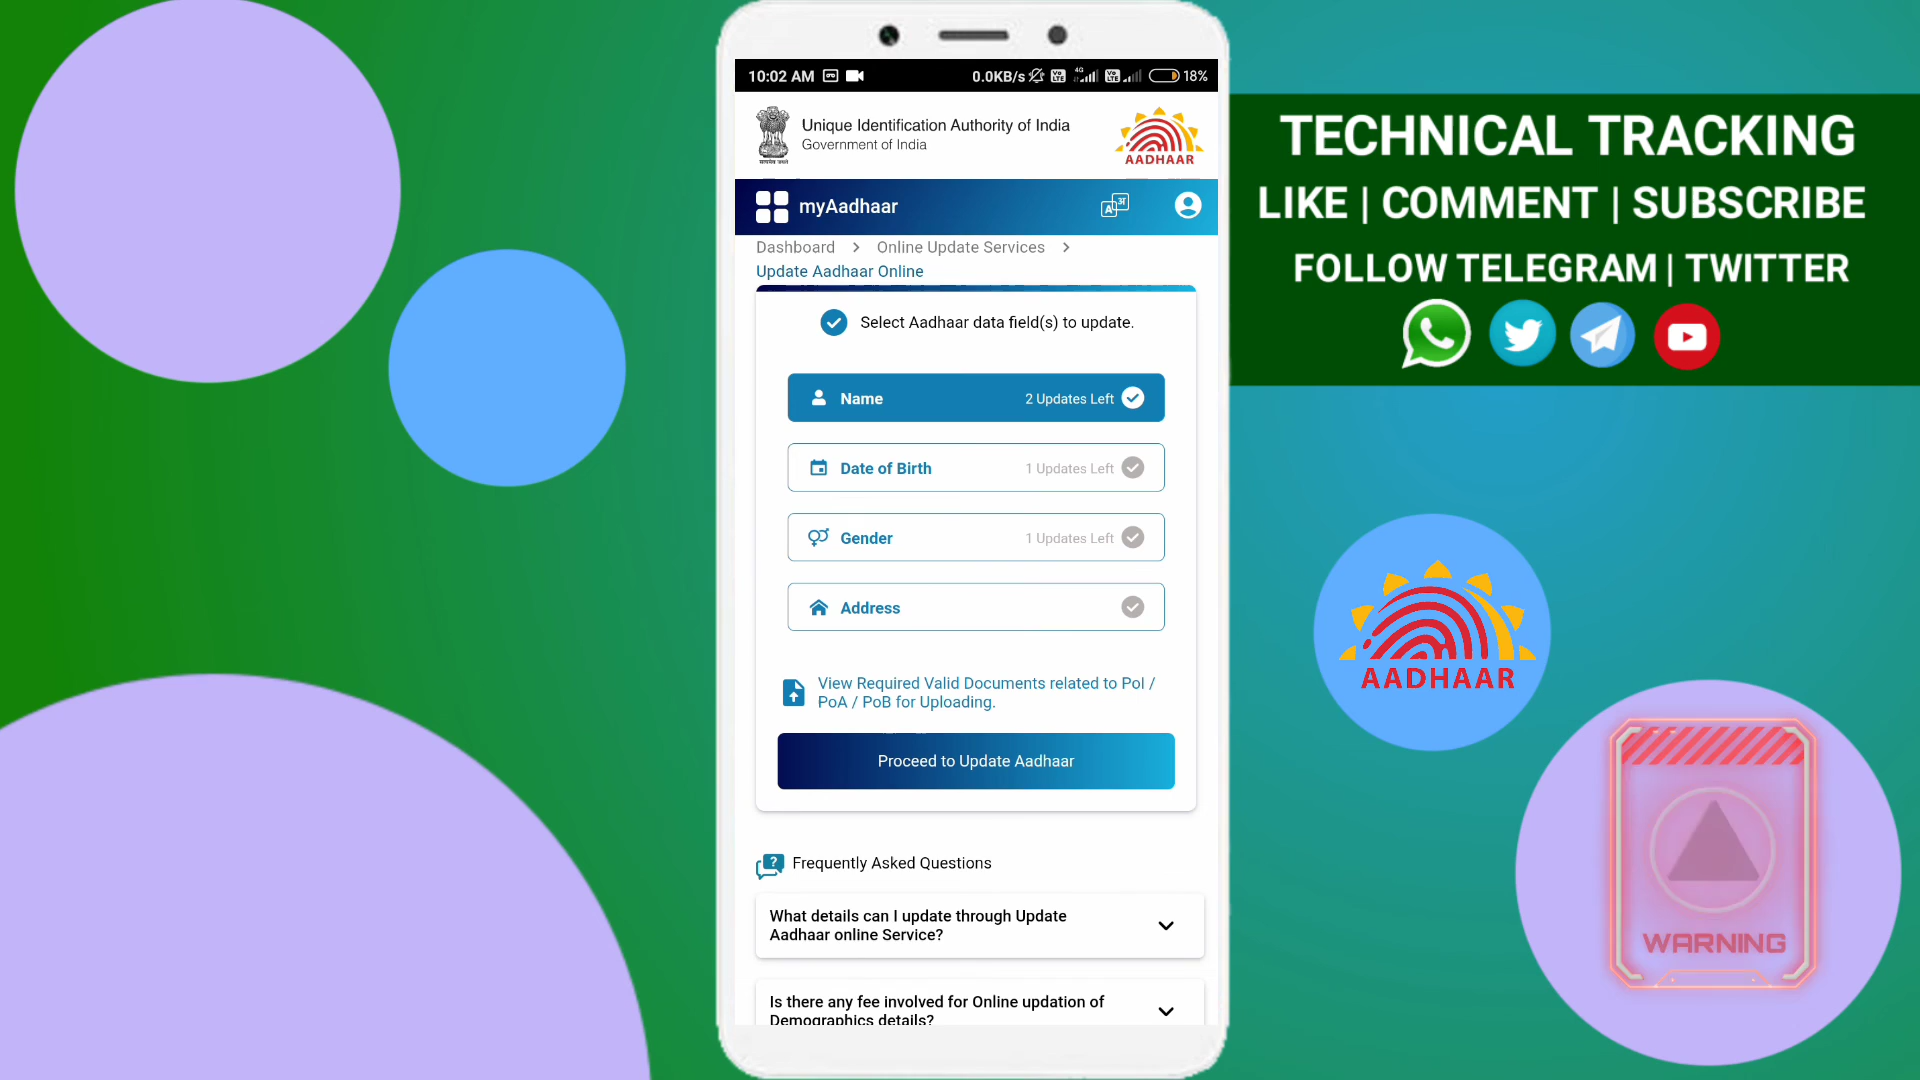 10:02 AM
0.0KB/s 4G 18%
Unique Identification Authority of India
Government of India
AADHAAR
myAadhaar
Dashboard > Online Update Services >
Update Aadhaar Online
Select Aadhaar data field(s) to update.
Name 2 Updates Left
Date of Birth 1 Updates Left
Gender 1 Updates Left
Address
View Required Valid Documents related to PoI /
PoA / PoB for Uploading.
Proceed to Update Aadhaar
Frequently Asked Questions
What details can I update through Update
Aadhaar online Service?
Is there any fee involved for Online updation of
Demographics details?
TECHNICAL TRACKING
LIKE | COMMENT | SUBSCRIBE
FOLLOW TELEGRAM | TWITTER
AADHAAR
WARNING